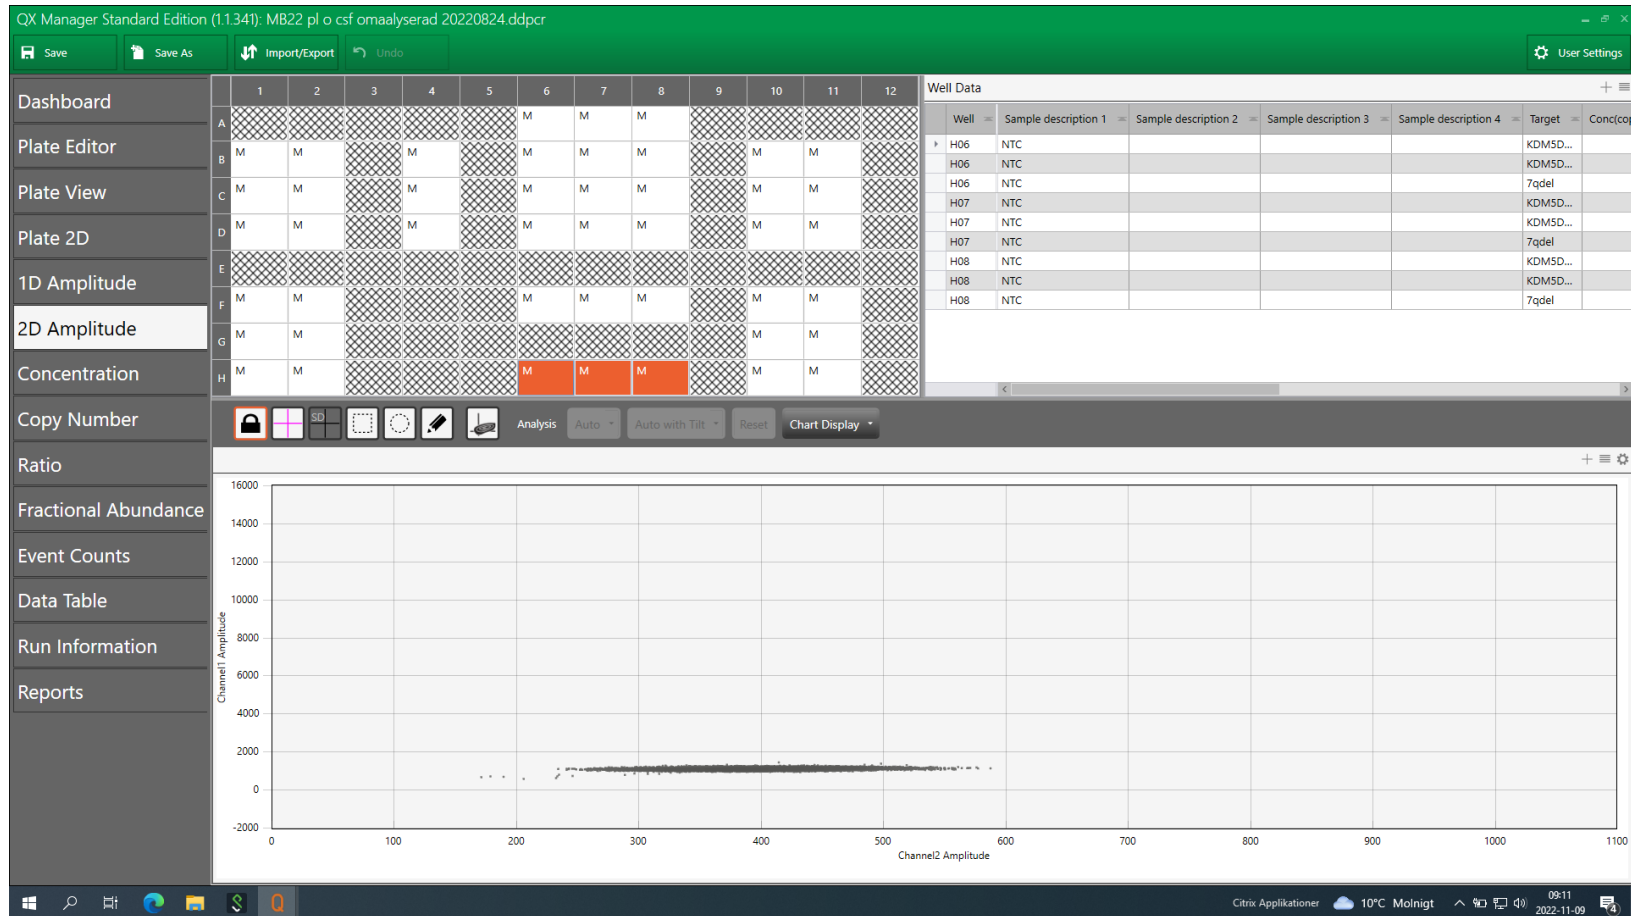 QX Manager Standard Edition (1.1.341): MB22 pl o csf omaalyserad 20220824.ddpcr
Save Save As Import/Export Undo User Settings
Dashboard
Plate Editor
Plate View
Plate 2D
1D Amplitude
2D Amplitude
Concentration
Copy Number
Ratio
Fractional Abundance
Event Counts
Data Table
Run Information
Reports
1 2 3 4 5 6 7 8 9 10 11 12
A M M M
B M M M M M M M M
C M M M M M M M M
D M M M M M M M M
E
F M M M M M M M
G M M M M
H M M M M M M M
Well Data
Well Sample description 1 Sample description 2 Sample description 3 Sample description 4 Target Conc(cop
H06 NTC KDM5D...
H06 NTC KDM5D...
H06 NTC 7qdel
H07 NTC KDM5D...
H07 NTC KDM5D...
H07 NTC 7qdel
H08 NTC KDM5D...
H08 NTC KDM5D...
H08 NTC 7qdel
SD Analysis Auto Auto with Tilt Reset Chart Display
Channel1 Amplitude
16000
14000
12000
10000
8000
6000
4000
2000
0
-2000
0 100 200 300 400 500 600 700 800 900 1000 1100
Channel2 Amplitude
Citrix Applikationer 10°C Molnigt 09:11
2022-11-09 4